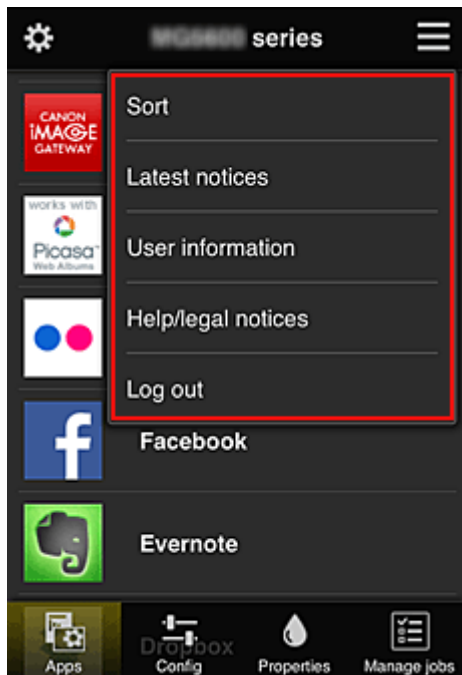 series
Sort
CANON
iMAGE
GATEWAY
Latest notices
works with
Picasa
Web Albums
User information
Help/legal notices
Log out
Facebook
Evernote
Dropbox
Apps
Config
Properties
Manage jobs